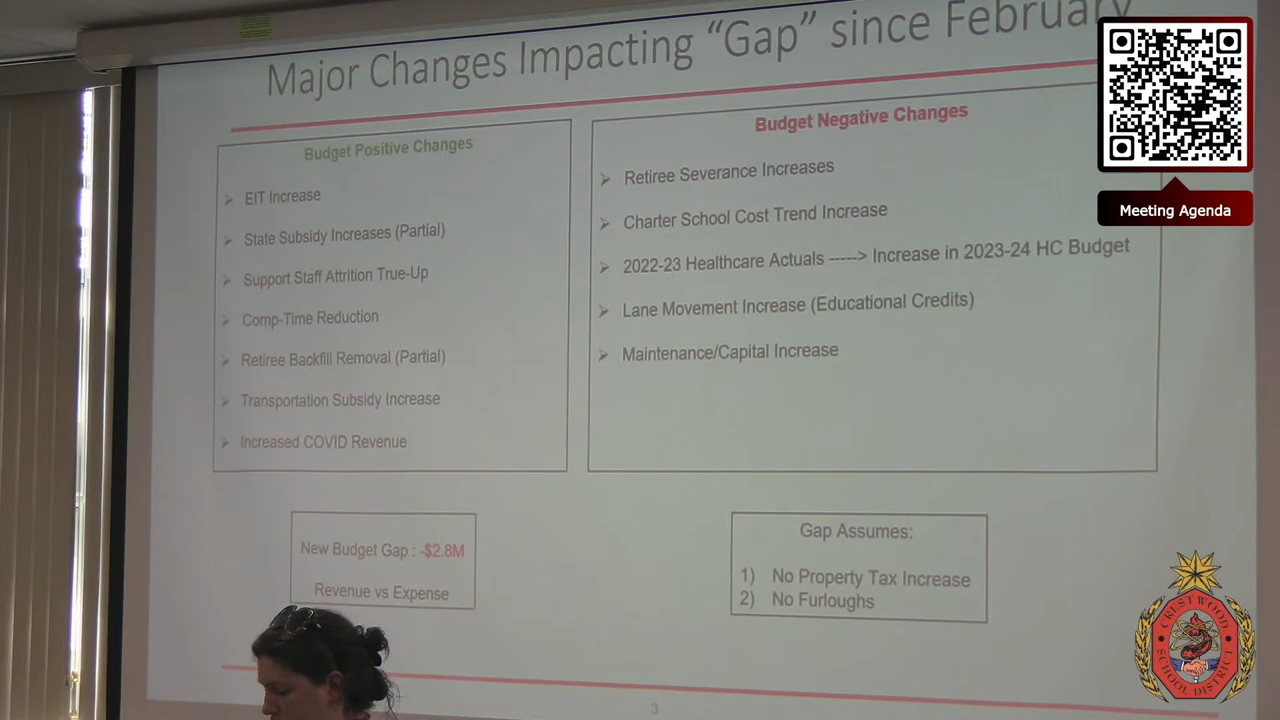 Major Changes Impacting “Gap” since February
Budget Positive Changes
EIT Increase
State Subsidy Increases (Partial)
Support Staff Attrition True-Up
Comp-Time Reduction
Retiree Backfill Removal (Partial)
Transportation Subsidy Increase
Increased COVID Revenue
Budget Negative Changes
Retiree Severance Increases
Charter School Cost Trend Increase
2022-23 Healthcare Actuals -----> Increase in 2023-24 HC Budget
Lane Movement Increase (Educational Credits)
Maintenance/Capital Increase
New Budget Gap : -$2.8M
Revenue vs Expense
Gap Assumes:
1) No Property Tax Increase
2) No Furloughs
3
Meeting Agenda
CRESTWOOD
SCHOOL DISTRICT